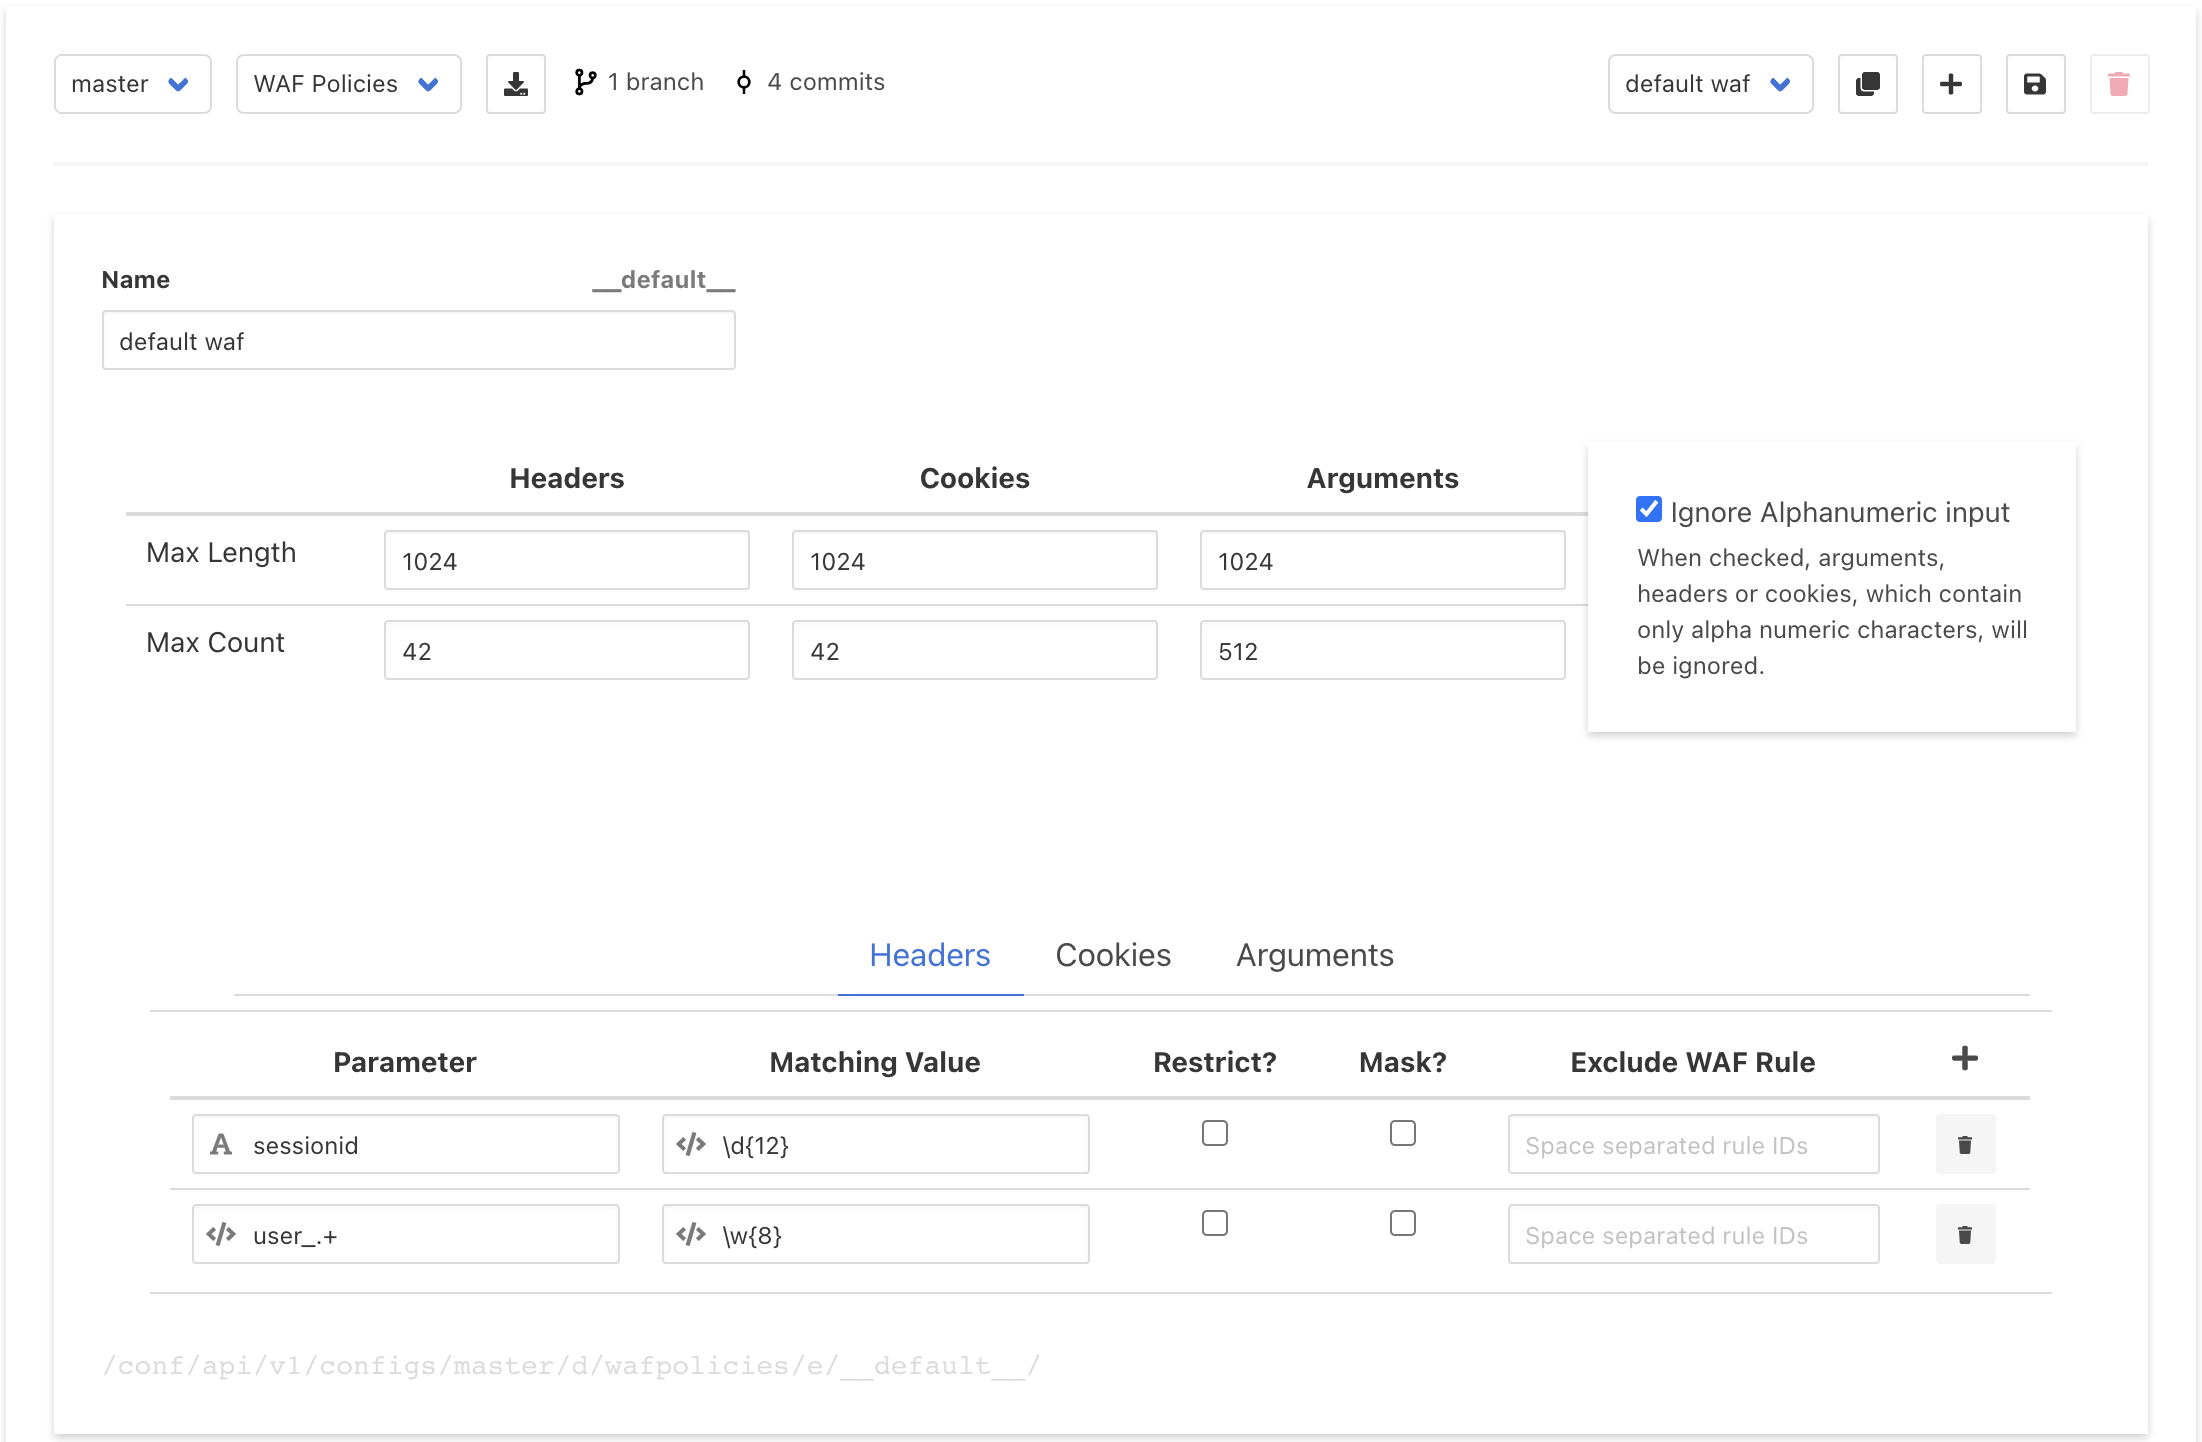 master
WAF Policies
1 branch
4 commits
default waf
Name
__default__
default waf
Headers
Cookies
Arguments
Max Length
1024
1024
1024
Max Count
42
42
512
Ignore Alphanumeric input
When checked, arguments,
headers or cookies, which contain
only alpha numeric characters, will
be ignored.
Headers
Cookies
Arguments
Parameter
Matching Value
Restrict?
Mask?
Exclude WAF Rule
sessionid
\d{12}
Space separated rule IDs
user_.+
\w{8}
Space separated rule IDs
/conf/api/v1/configs/master/d/wafpolicies/e/__default__/